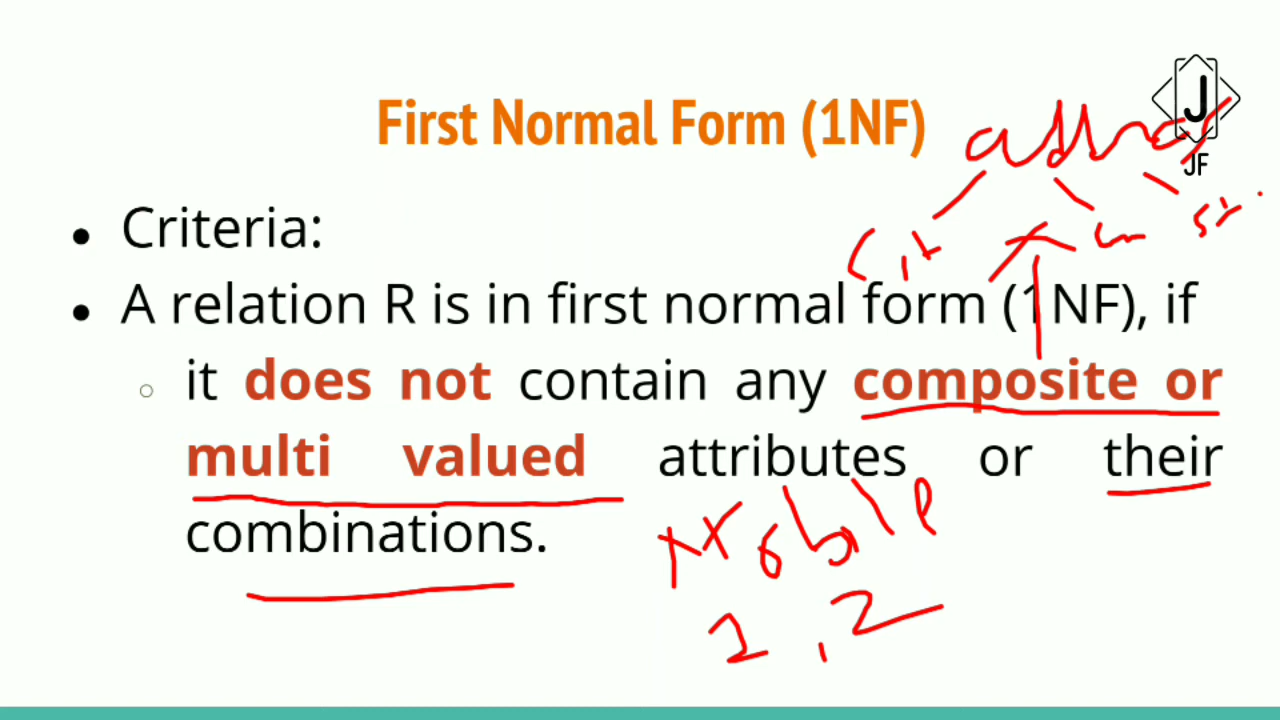 First Normal Form (1NF)
J
JF
• Criteria:
• A relation R is in first normal form (1NF), if
○ it does not contain any composite or
multi valued attributes or their
combinations.
Mobile
1, 2